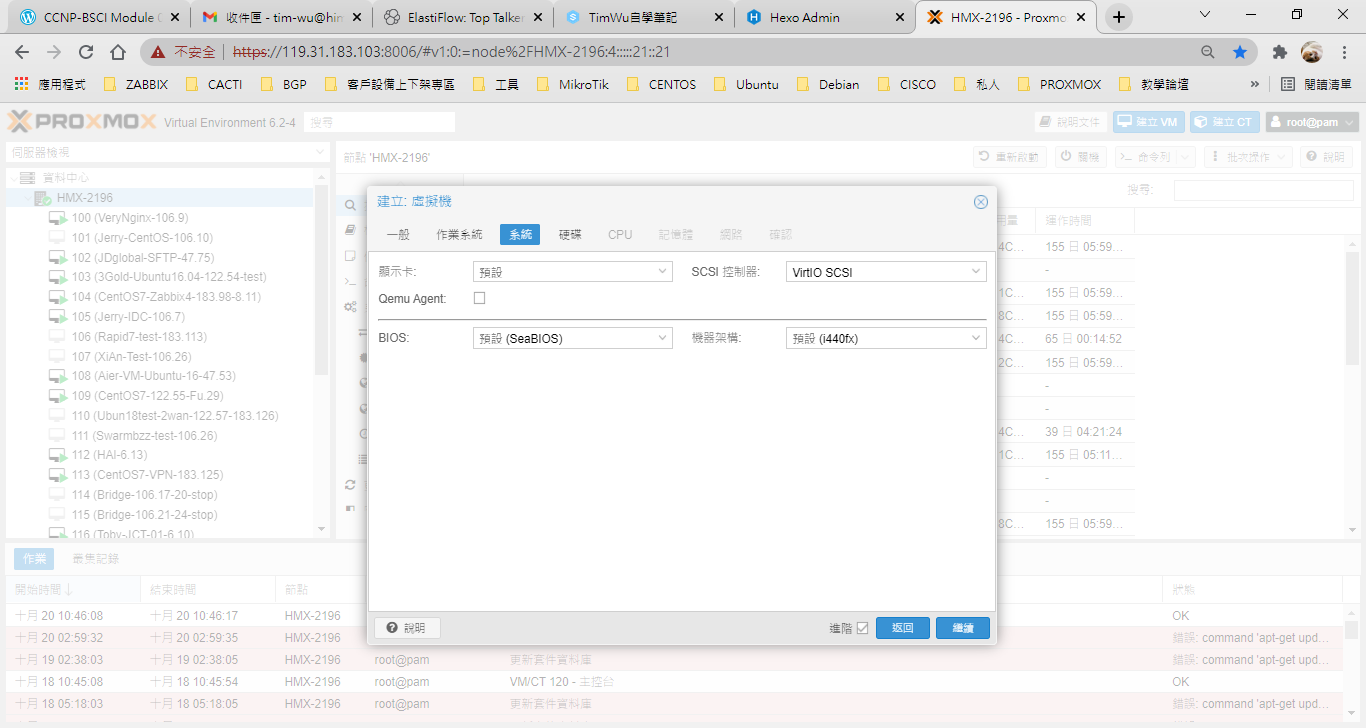 CCNP-BSCI Module
收件匣 - tim-wu@hin
ElastiFlow: Top Talker
TimWu自學筆記
Hexo Admin
HMX-2196 - Proxmo
不安全 https://119.31.183.103:8006/#v1:0:=node%2FHMX-2196:4:::::21::21
應用程式 ZABBIX CACTI BGP 客戶設備上下架專區 工具 MikroTik CENTOS Ubuntu Debian CISCO 私人 PROXMOX 教學論壇 » 閱讀清單
PROXMOX Virtual Environment 6.2-4 搜尋 說明文件 建立 VM 建立 CT root@pam
伺服器檢視
節點 'HMX-2196' 重新啟動 關機 命令列 批次操作 說明
資料中心
HMX-2196
100 (VeryNginx-106.9)
101 (Jerry-CentOS-106.10)
102 (JDglobal-SFTP-47.75)
103 (3Gold-Ubuntu16.04-122.54-test)
104 (CentOS7-Zabbix4-183.98-8.11)
105 (Jerry-IDC-106.7)
106 (Rapid7-test-183.113)
107 (XiAn-Test-106.26)
108 (Aier-VM-Ubuntu-16-47.53)
109 (CentOS7-122.55-Fu.29)
110 (Ubun18test-2wan-122.57-183.126)
111 (Swarmbzz-test-106.26)
112 (HAI-6.13)
113 (CentOS7-VPN-183.125)
114 (Bridge-106.17-20-stop)
115 (Bridge-106.21-24-stop)
116 (Toby-JCT-01-6.10)
建立: 虛擬機
一般 作業系統 系統 硬碟 CPU 記憶體 網路 確認
顯示卡: 預設 SCSI 控制器: VirtIO SCSI
Qemu Agent:
BIOS: 預設 (SeaBIOS) 機器架構: 預設 (i440fx)
說明 進階 返回 繼續
搜尋:
用量 運作時間
4C... 155 日 05:59...
-
1C... 155 日 05:59...
8C... 155 日 05:59...
4C... 65 日 00:14:52
2C... 155 日 05:59...
-
-
4C... 39 日 04:21:24
1C... 155 日 05:11...
-
-
8C... 155 日 05:59...
作業 叢集記錄
開始時間 ↓ 結束時間 節點 狀態
十月 20 10:46:08 十月 20 10:46:17 HMX-2196 OK
十月 20 02:59:32 十月 20 02:59:35 HMX-2196 錯誤: command 'apt-get upd...
十月 19 02:38:03 十月 19 02:38:05 HMX-2196 root@pam 更新套件資料庫 錯誤: command 'apt-get upd...
十月 18 10:45:08 十月 18 10:45:54 HMX-2196 root@pam VM/CT 120 - 主控台 OK
十月 18 05:18:03 十月 18 05:18:05 HMX-2196 root@pam 更新套件資料庫 錯誤: command 'apt-get upd...